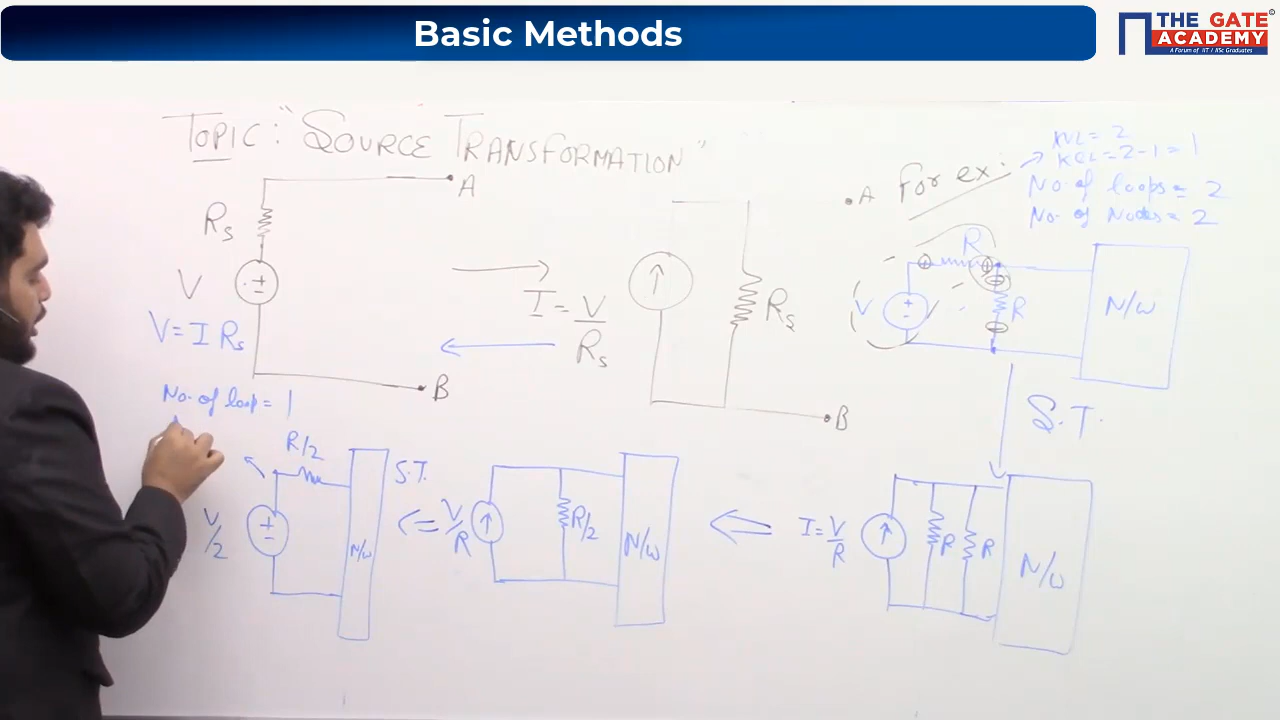 Basic Methods
THE GATE
ACADEMY
A Forum of IIT / IISc Graduates
©
TOPIC: "SOURCE TRANSFORMATION"
A
Rs
V
V = I Rs
B
I = V/Rs
Rs
A
B
For ex:
KVL = 2
KCL = 2-1 = 1
No. of loops = 2
No. of Nodes = 2
R
V
R
N/W
S.T.
I = V/R
R
R
N/W
V/R
R/2
N/W
S.T.
No. of loop = 1
R/2
V/2
N/W